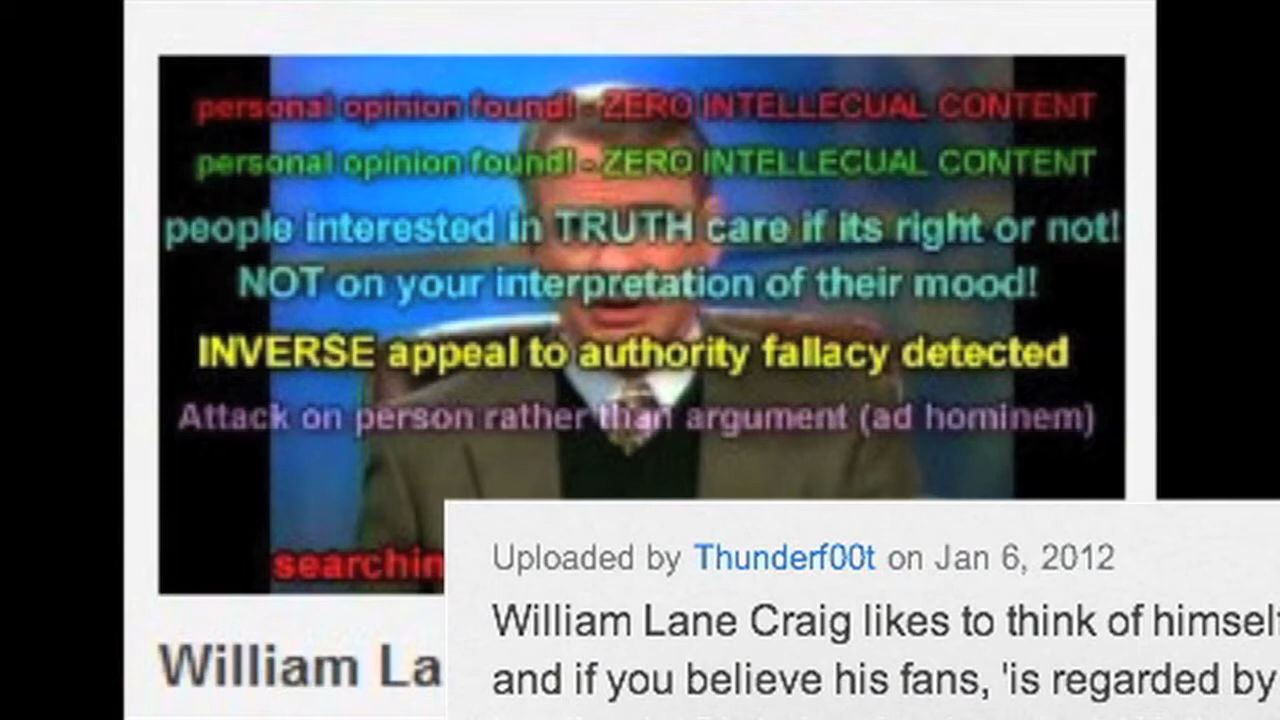 personal opinion found! - ZERO INTELLECUAL CONTENT
personal opinion found! - ZERO INTELLECUAL CONTENT
people interested in TRUTH care if its right or not!
NOT on your interpretation of their mood!
INVERSE appeal to authority fallacy detected
Attack on person rather than argument (ad hominem)
searchin
Uploaded by Thunderf00t on Jan 6, 2012
William Lane Craig likes to think of himself
and if you believe his fans, 'is regarded by
William La